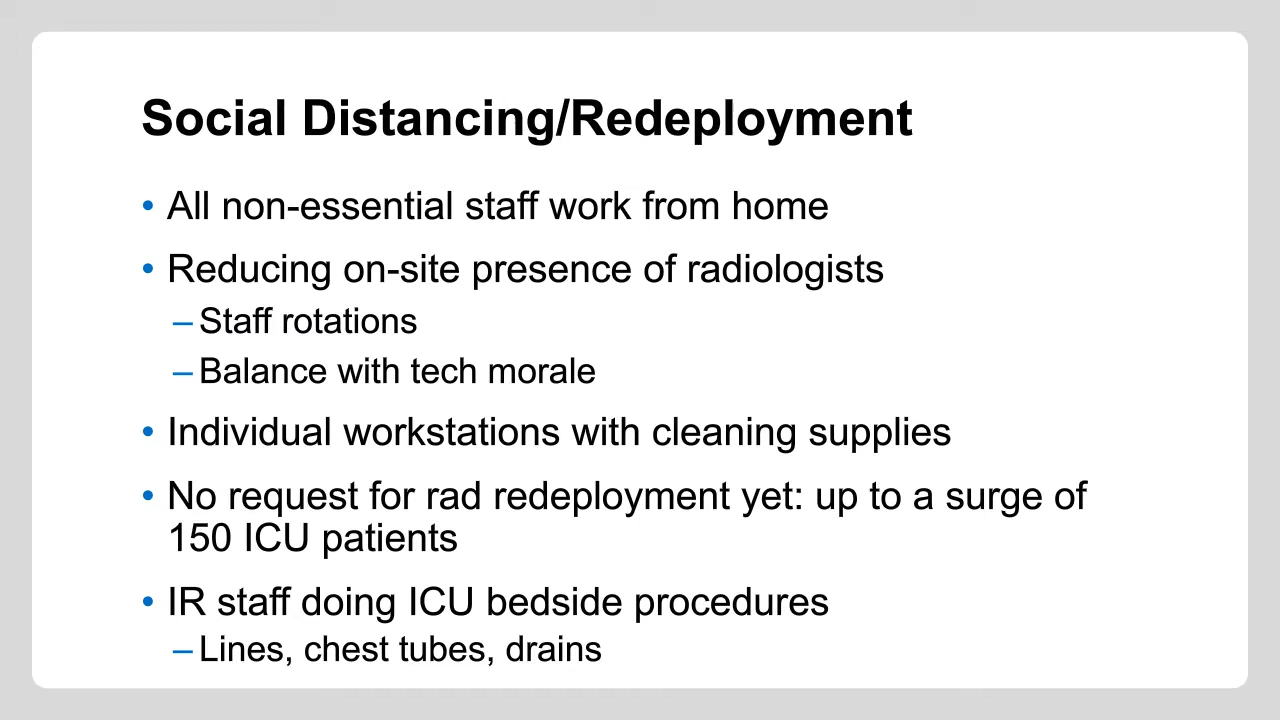 Social Distancing/Redeployment
• All non-essential staff work from home
• Reducing on-site presence of radiologists
– Staff rotations
– Balance with tech morale
• Individual workstations with cleaning supplies
• No request for rad redeployment yet: up to a surge of
150 ICU patients
• IR staff doing ICU bedside procedures
– Lines, chest tubes, drains